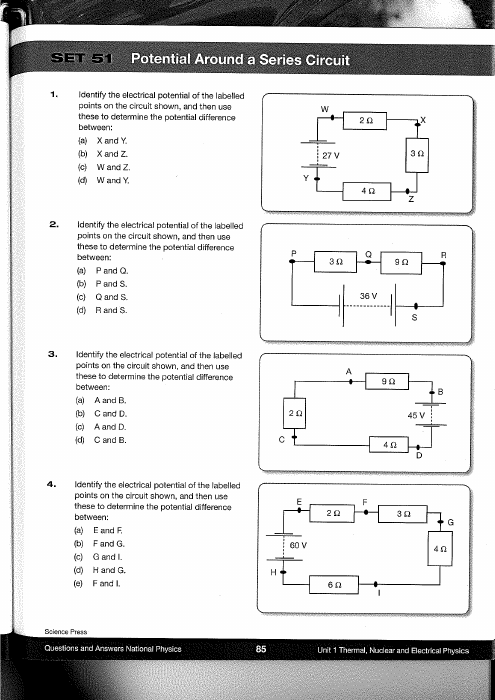 SET 51 Potential Around a Series Circuit
1. Identify the electrical potential of the labelled
points on the circuit shown, and then use
these to determine the potential difference
between:
(a) X and Y.
(b) X and Z.
(c) W and Z.
(d) W and Y.
W
2 Ω
X
27 V
3 Ω
Y
4 Ω
Z
2. Identify the electrical potential of the labelled
points on the circuit shown, and then use
these to determine the potential difference
between:
(a) P and Q.
(b) P and S.
(c) Q and S.
(d) R and S.
P
3 Ω
Q
9 Ω
R
36 V
S
3. Identify the electrical potential of the labelled
points on the circuit shown, and then use
these to determine the potential difference
between:
(a) A and B.
(b) C and D.
(c) A and D.
(d) C and B.
A
9 Ω
B
2 Ω
45 V
C
4 Ω
D
4. Identify the electrical potential of the labelled
points on the circuit shown, and then use
these to determine the potential difference
between:
(a) E and F.
(b) F and G.
(c) G and I.
(d) H and G.
(e) F and I.
E
2 Ω
F
3 Ω
G
60 V
4 Ω
H
6 Ω
I
Science Press
Questions and Answers National Physics 85 Unit 1 Thermal, Nuclear and Electrical Physics